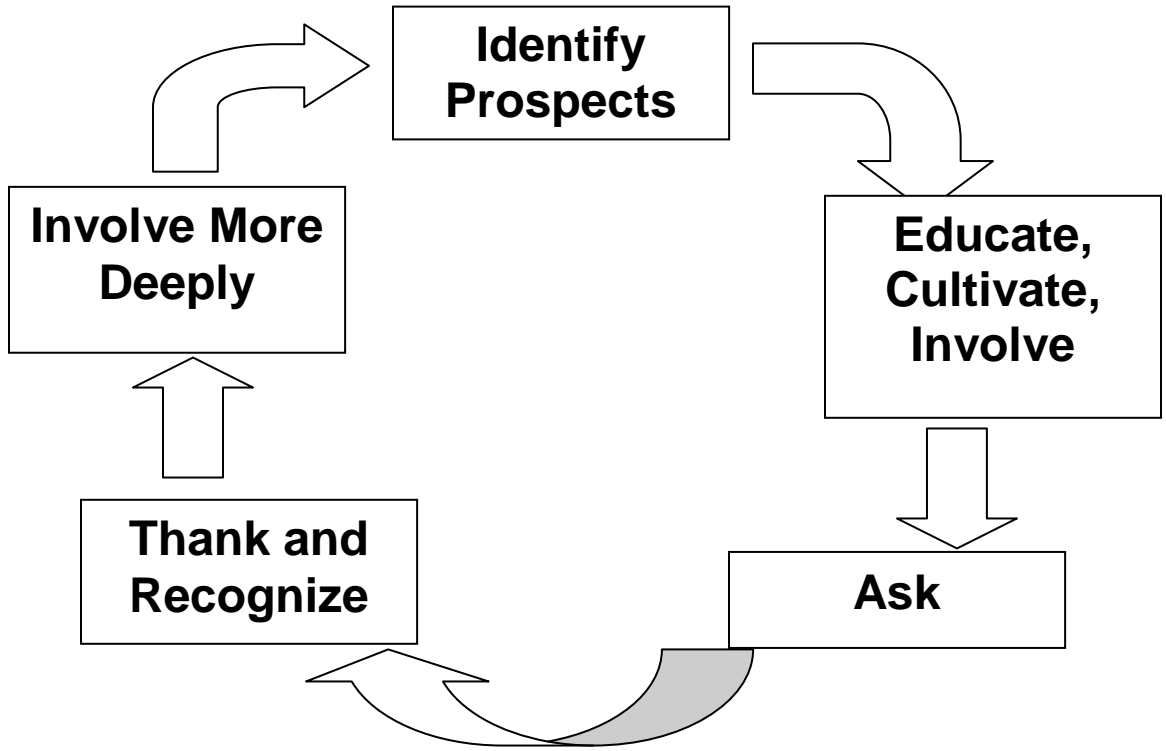 Identify
Prospects
Educate,
Cultivate,
Involve
Ask
Thank and
Recognize
Involve More
Deeply